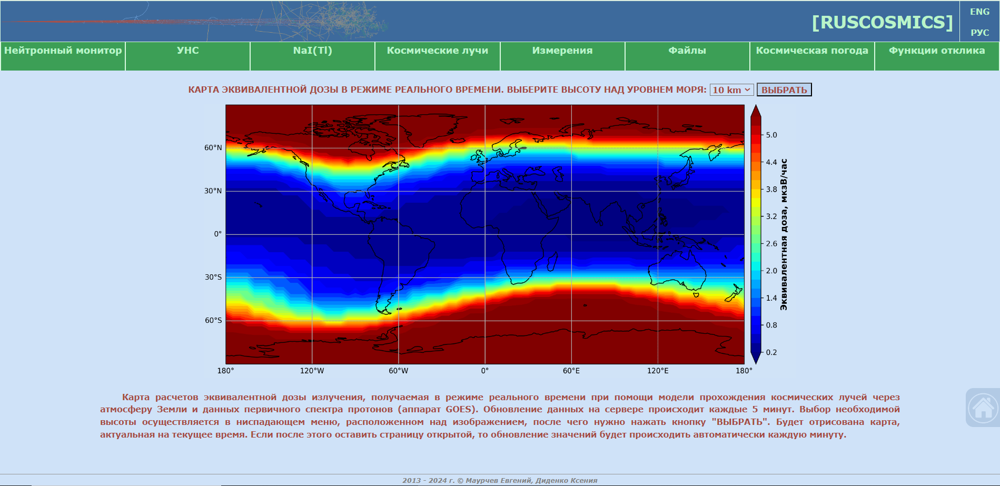 [RUSCOSMICS]
ENG
РУС
Нейтронный монитор
УНС
NaI(Tl)
Космические лучи
Измерения
Файлы
Космическая погода
Функции отклика
КАРТА ЭКВИВАЛЕНТНОЙ ДОЗЫ В РЕЖИМЕ РЕАЛЬНОГО ВРЕМЕНИ. ВЫБЕРИТЕ ВЫСОТУ НАД УРОВНЕМ МОРЯ: 10 km ВЫБРАТЬ
60°N
30°N
0°
30°S
60°S
180°
120°W
60°W
0°
60°E
120°E
180°
5.0
4.4
3.8
3.2
2.6
2.0
1.4
0.8
0.2
Эквивалентная доза, мкзВ/час
Карта расчетов эквивалентной дозы излучения, получаемая в режиме реального времени при помощи модели прохождения космических лучей через
атмосферу Земли и данных первичного спектра протонов (аппарат GOES). Обновление данных на сервере происходит каждые 5 минут. Выбор необходимой
высоты осуществляется в ниспадающем меню, расположенном над изображением, после чего нужно нажать кнопку "ВЫБРАТЬ". Будет отрисована карта,
актуальная на текущее время. Если после этого оставить страницу открытой, то обновление значений будет происходить автоматически каждую минуту.
2013 - 2024 г. © Маурчев Евгений, Диденко Ксения